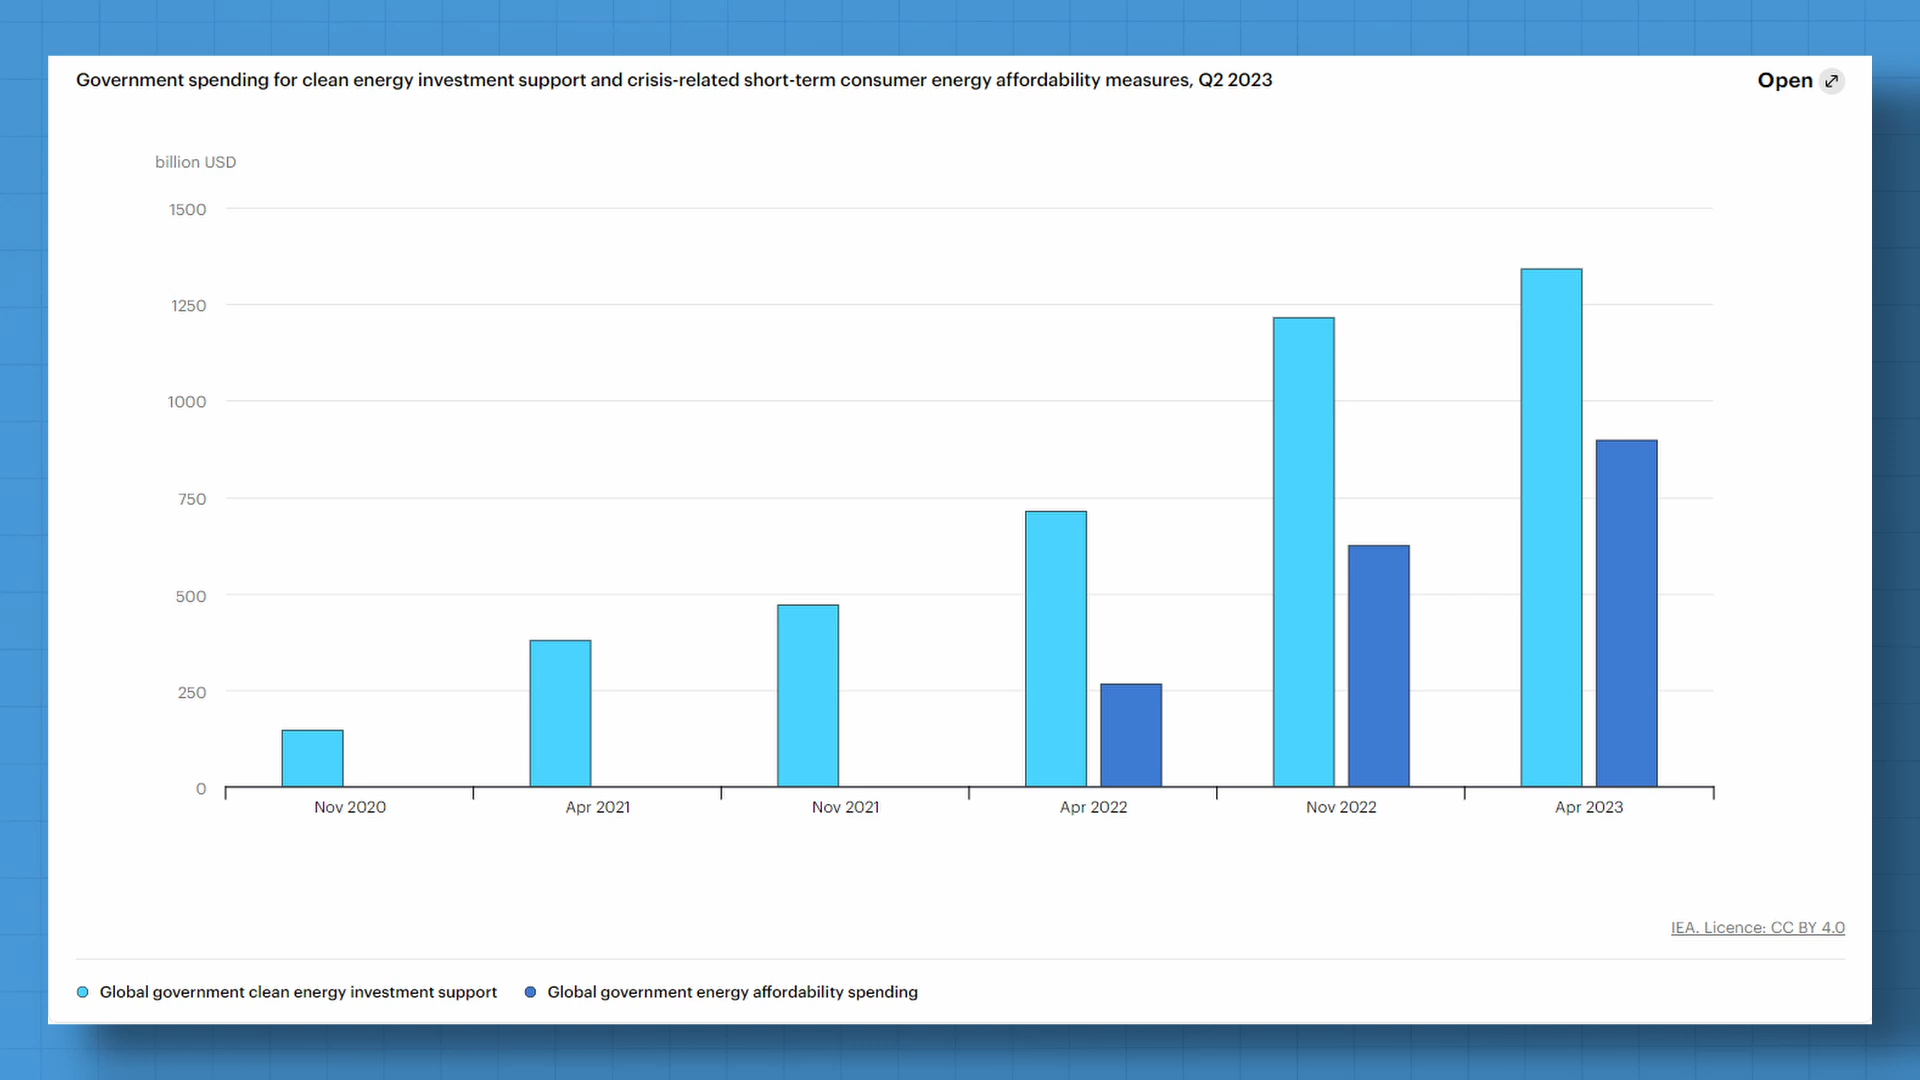 Government spending for clean energy investment support and crisis-related short-term consumer energy affordability measures, Q2 2023
Open
billion USD
1500
1250
1000
750
500
250
0
Nov 2020 Apr 2021 Nov 2021 Apr 2022 Nov 2022 Apr 2023
IEA. Licence: CC BY 4.0
Global government clean energy investment support Global government energy affordability spending